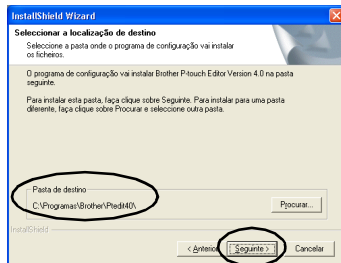 InstallShield Wizard
Seleccionar a localização de destino
Seleccione a pasta onde o programa de configuração vai instalar
os ficheiros.
O programa de configuração vai instalar Brother P-touch Editor Version 4.0 na pasta
seguinte.
Para instalar esta pasta, faça clique sobre Seguinte. Para instalar para uma pasta
diferente, faça clique sobre Procurar e seleccione outra pasta.
Pasta de destino
C:\Programas\Brother\Ptedit40\
Procurar...
InstallShield
< Anterior
Seguinte >
Cancelar